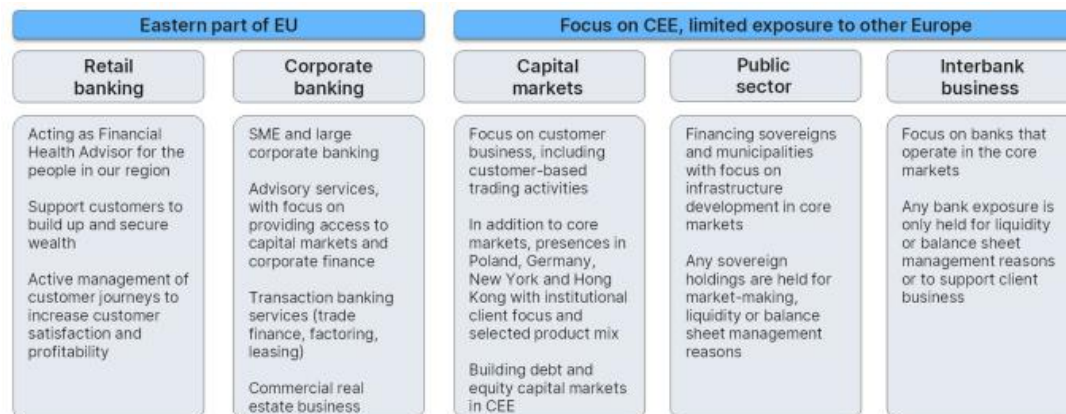 Eastern part of EU
Focus on CEE, limited exposure to other Europe
Retail
banking
Corporate
banking
Capital
markets
Public
sector
Interbank
business
Acting as Financial
Health Advisor for the
people in our region
Support customers to
build up and secure
wealth
Active management of
customer journeys to
increase customer
satisfaction and
profitability
SME and large
corporate banking
Advisory services,
with focus on
providing access to
capital markets and
corporate finance
Transaction banking
services (trade
finance, factoring,
leasing)
Commercial real
estate business
Focus on customer
business, including
customer-based
trading activities
In addition to core
markets, presences in
Poland, Germany,
New York and Hong
Kong with institutional
client focus and
selected product mix
Building debt and
equity capital markets
in CEE
Financing sovereigns
and municipalities
with focus on
infrastructure
development in core
markets
Any sovereign
holdings are held for
market-making,
liquidity or balance
sheet management
reasons
Focus on banks that
operate in the core
markets
Any bank exposure is
only held for liquidity
or balance sheet
management reasons
or to support client
business